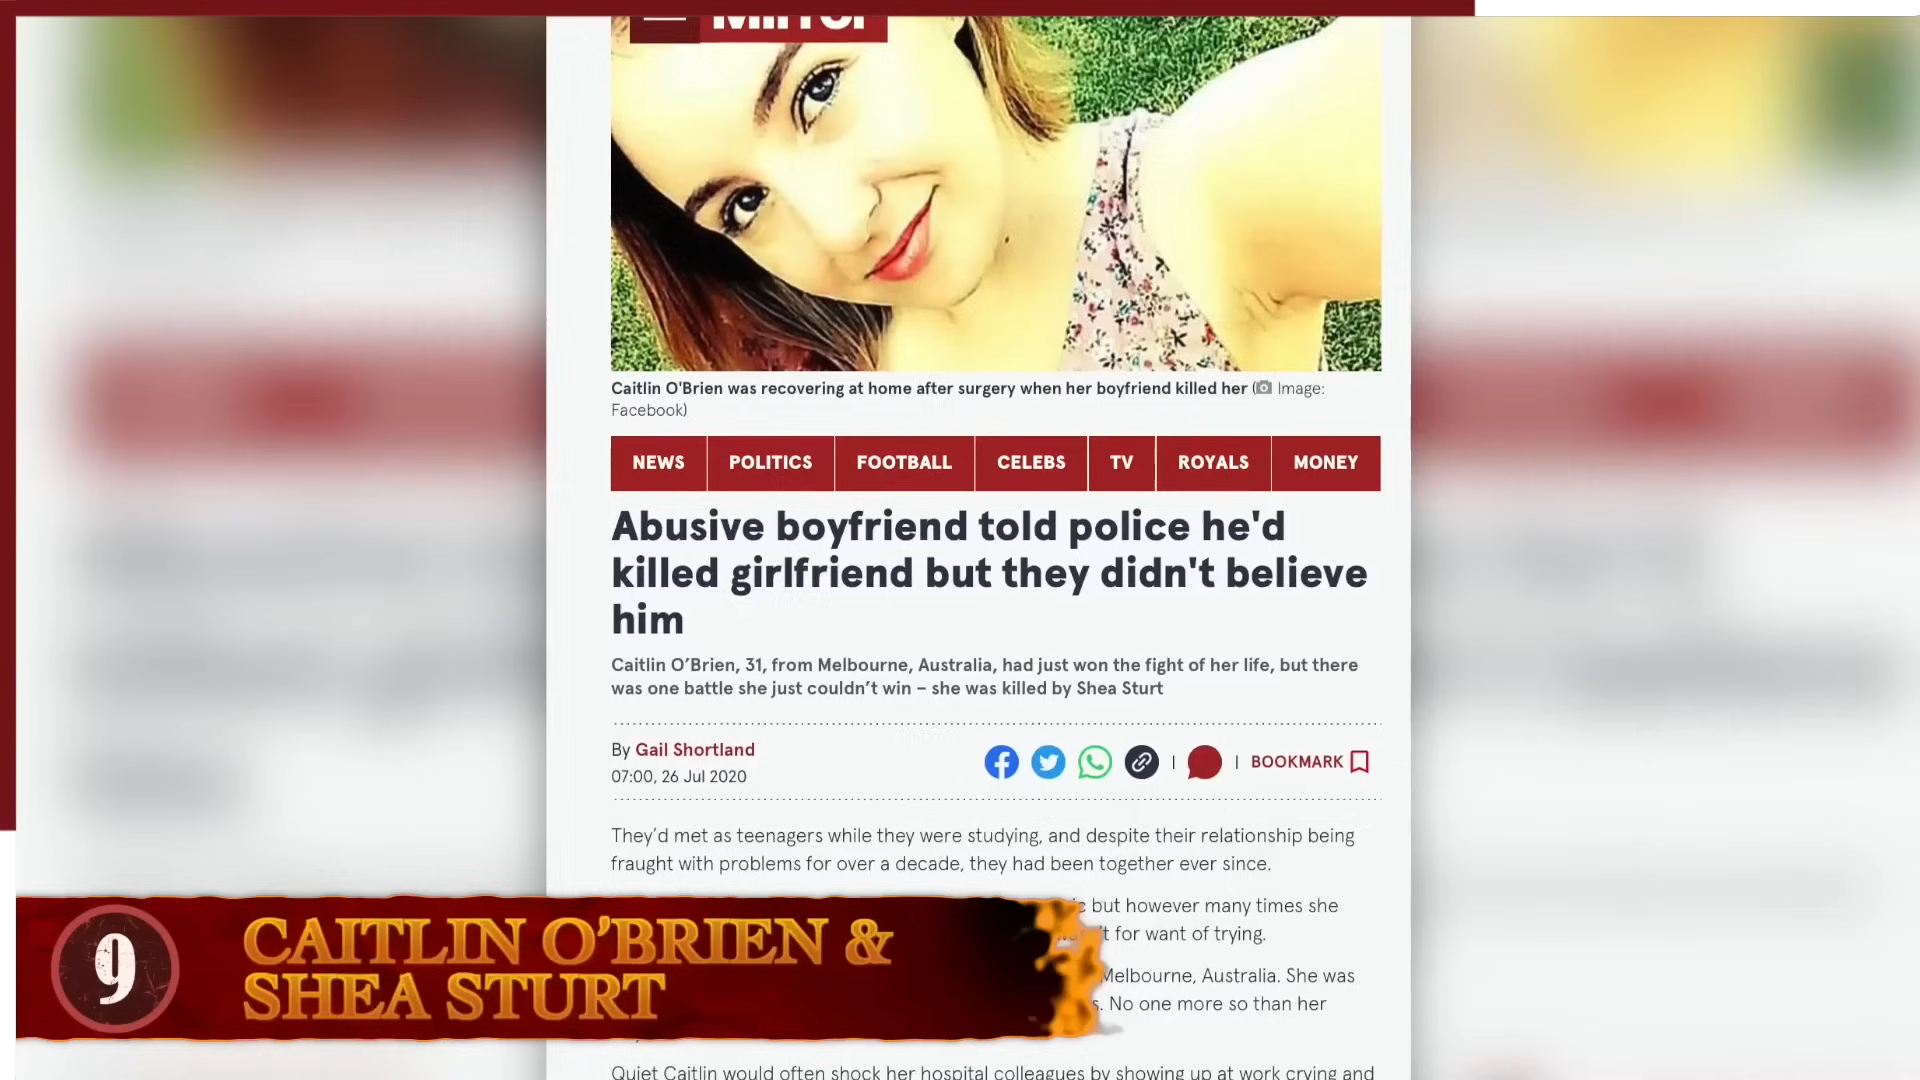 Mirror
Caitlin O'Brien was recovering at home after surgery when her boyfriend killed her ( Image:
Facebook)
NEWS POLITICS FOOTBALL CELEBS TV ROYALS MONEY
Abusive boyfriend told police he'd
killed girlfriend but they didn't believe
him
Caitlin O’Brien, 31, from Melbourne, Australia, had just won the fight of her life, but there
was one battle she just couldn’t win – she was killed by Shea Sturt
By Gail Shortland
07:00, 26 Jul 2020
| | BOOKMARK
They’d met as teenagers while they were studying, and despite their relationship being
fraught with problems for over a decade, they had been together ever since.
but however many times she
for want of trying.
Melbourne, Australia. She was
No one more so than her
9 CAITLIN O’BRIEN &
SHEA STURT
Quiet Caitlin would often shock her hospital colleagues by showing up at work crying and